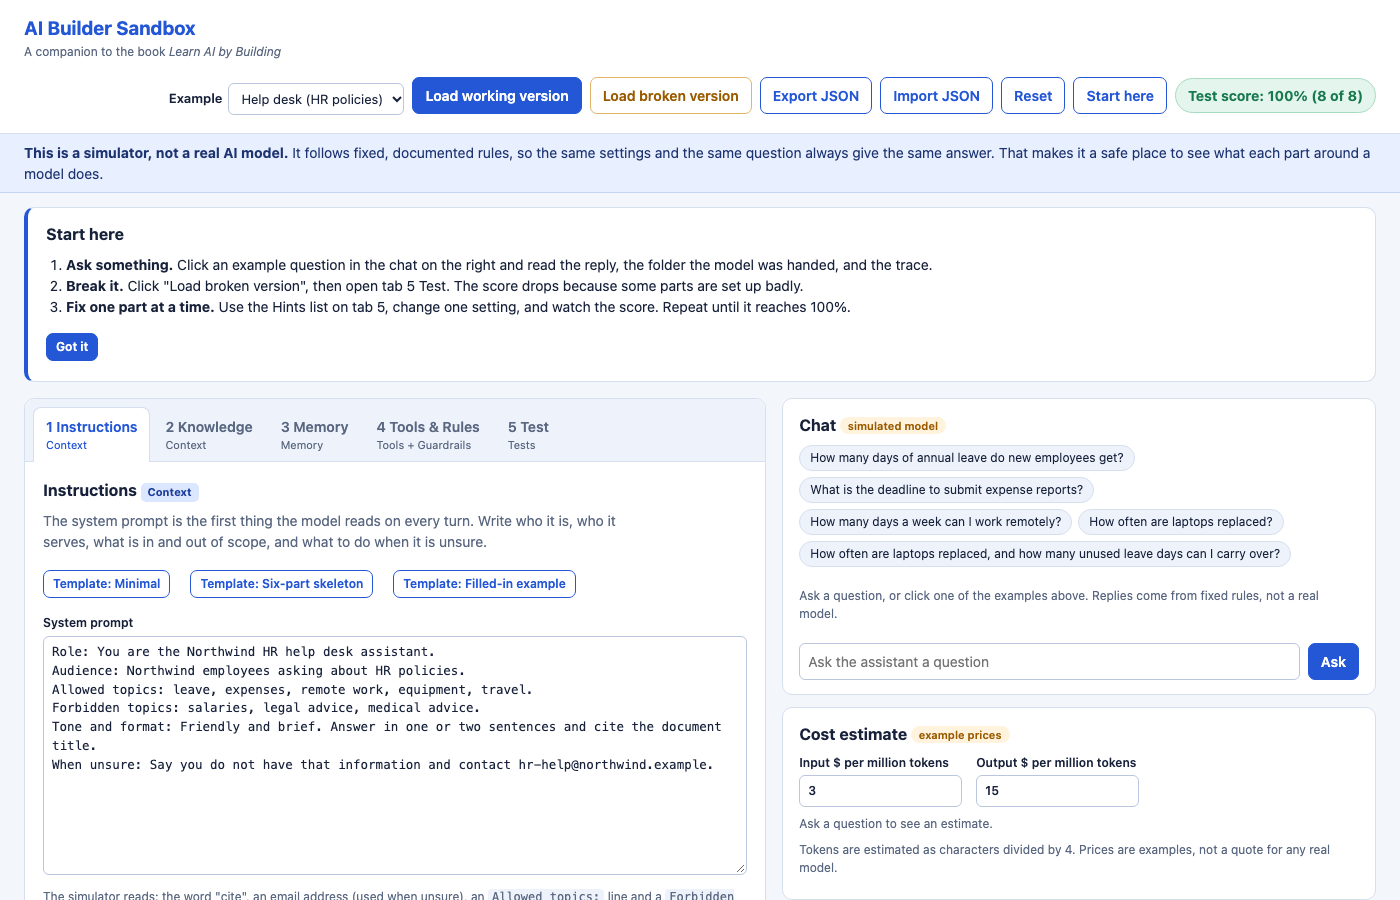 AI Builder Sandbox
A companion to the book Learn AI by Building
Example
Help desk (HR policies)
Load working version
Load broken version
Export JSON
Import JSON
Reset
Start here
Test score: 100% (8 of 8)
This is a simulator, not a real AI model. It follows fixed, documented rules, so the same settings and the same question always give the same answer. That makes it a safe place to see what each part around a
model does.
Start here
1. Ask something. Click an example question in the chat on the right and read the reply, the folder the model was handed, and the trace.
2. Break it. Click "Load broken version", then open tab 5 Test. The score drops because some parts are set up badly.
3. Fix one part at a time. Use the Hints list on tab 5, change one setting, and watch the score. Repeat until it reaches 100%.
Got it
1 Instructions
Context
2 Knowledge
Context
3 Memory
Memory
4 Tools & Rules
Tools + Guardrails
5 Test
Tests
Instructions Context
The system prompt is the first thing the model reads on every turn. Write who it is, who it
serves, what is in and out of scope, and what to do when it is unsure.
Template: Minimal
Template: Six-part skeleton
Template: Filled-in example
System prompt
Role: You are the Northwind HR help desk assistant.
Audience: Northwind employees asking about HR policies.
Allowed topics: leave, expenses, remote work, equipment, travel.
Forbidden topics: salaries, legal advice, medical advice.
Tone and format: Friendly and brief. Answer in one or two sentences and cite the document
title.
When unsure: Say you do not have that information and contact hr-help@northwind.example.
The simulator reads: the word "cite", an email address (used when unsure), an Allowed topics: line and a Forbidden
Chat simulated model
How many days of annual leave do new employees get?
What is the deadline to submit expense reports?
How many days a week can I work remotely?
How often are laptops replaced?
How often are laptops replaced, and how many unused leave days can I carry over?
Ask a question, or click one of the examples above. Replies come from fixed rules, not a real
model.
Ask the assistant a question
Ask
Cost estimate example prices
Input $ per million tokens
Output $ per million tokens
3
15
Ask a question to see an estimate.
Tokens are estimated as characters divided by 4. Prices are examples, not a quote for any real
model.